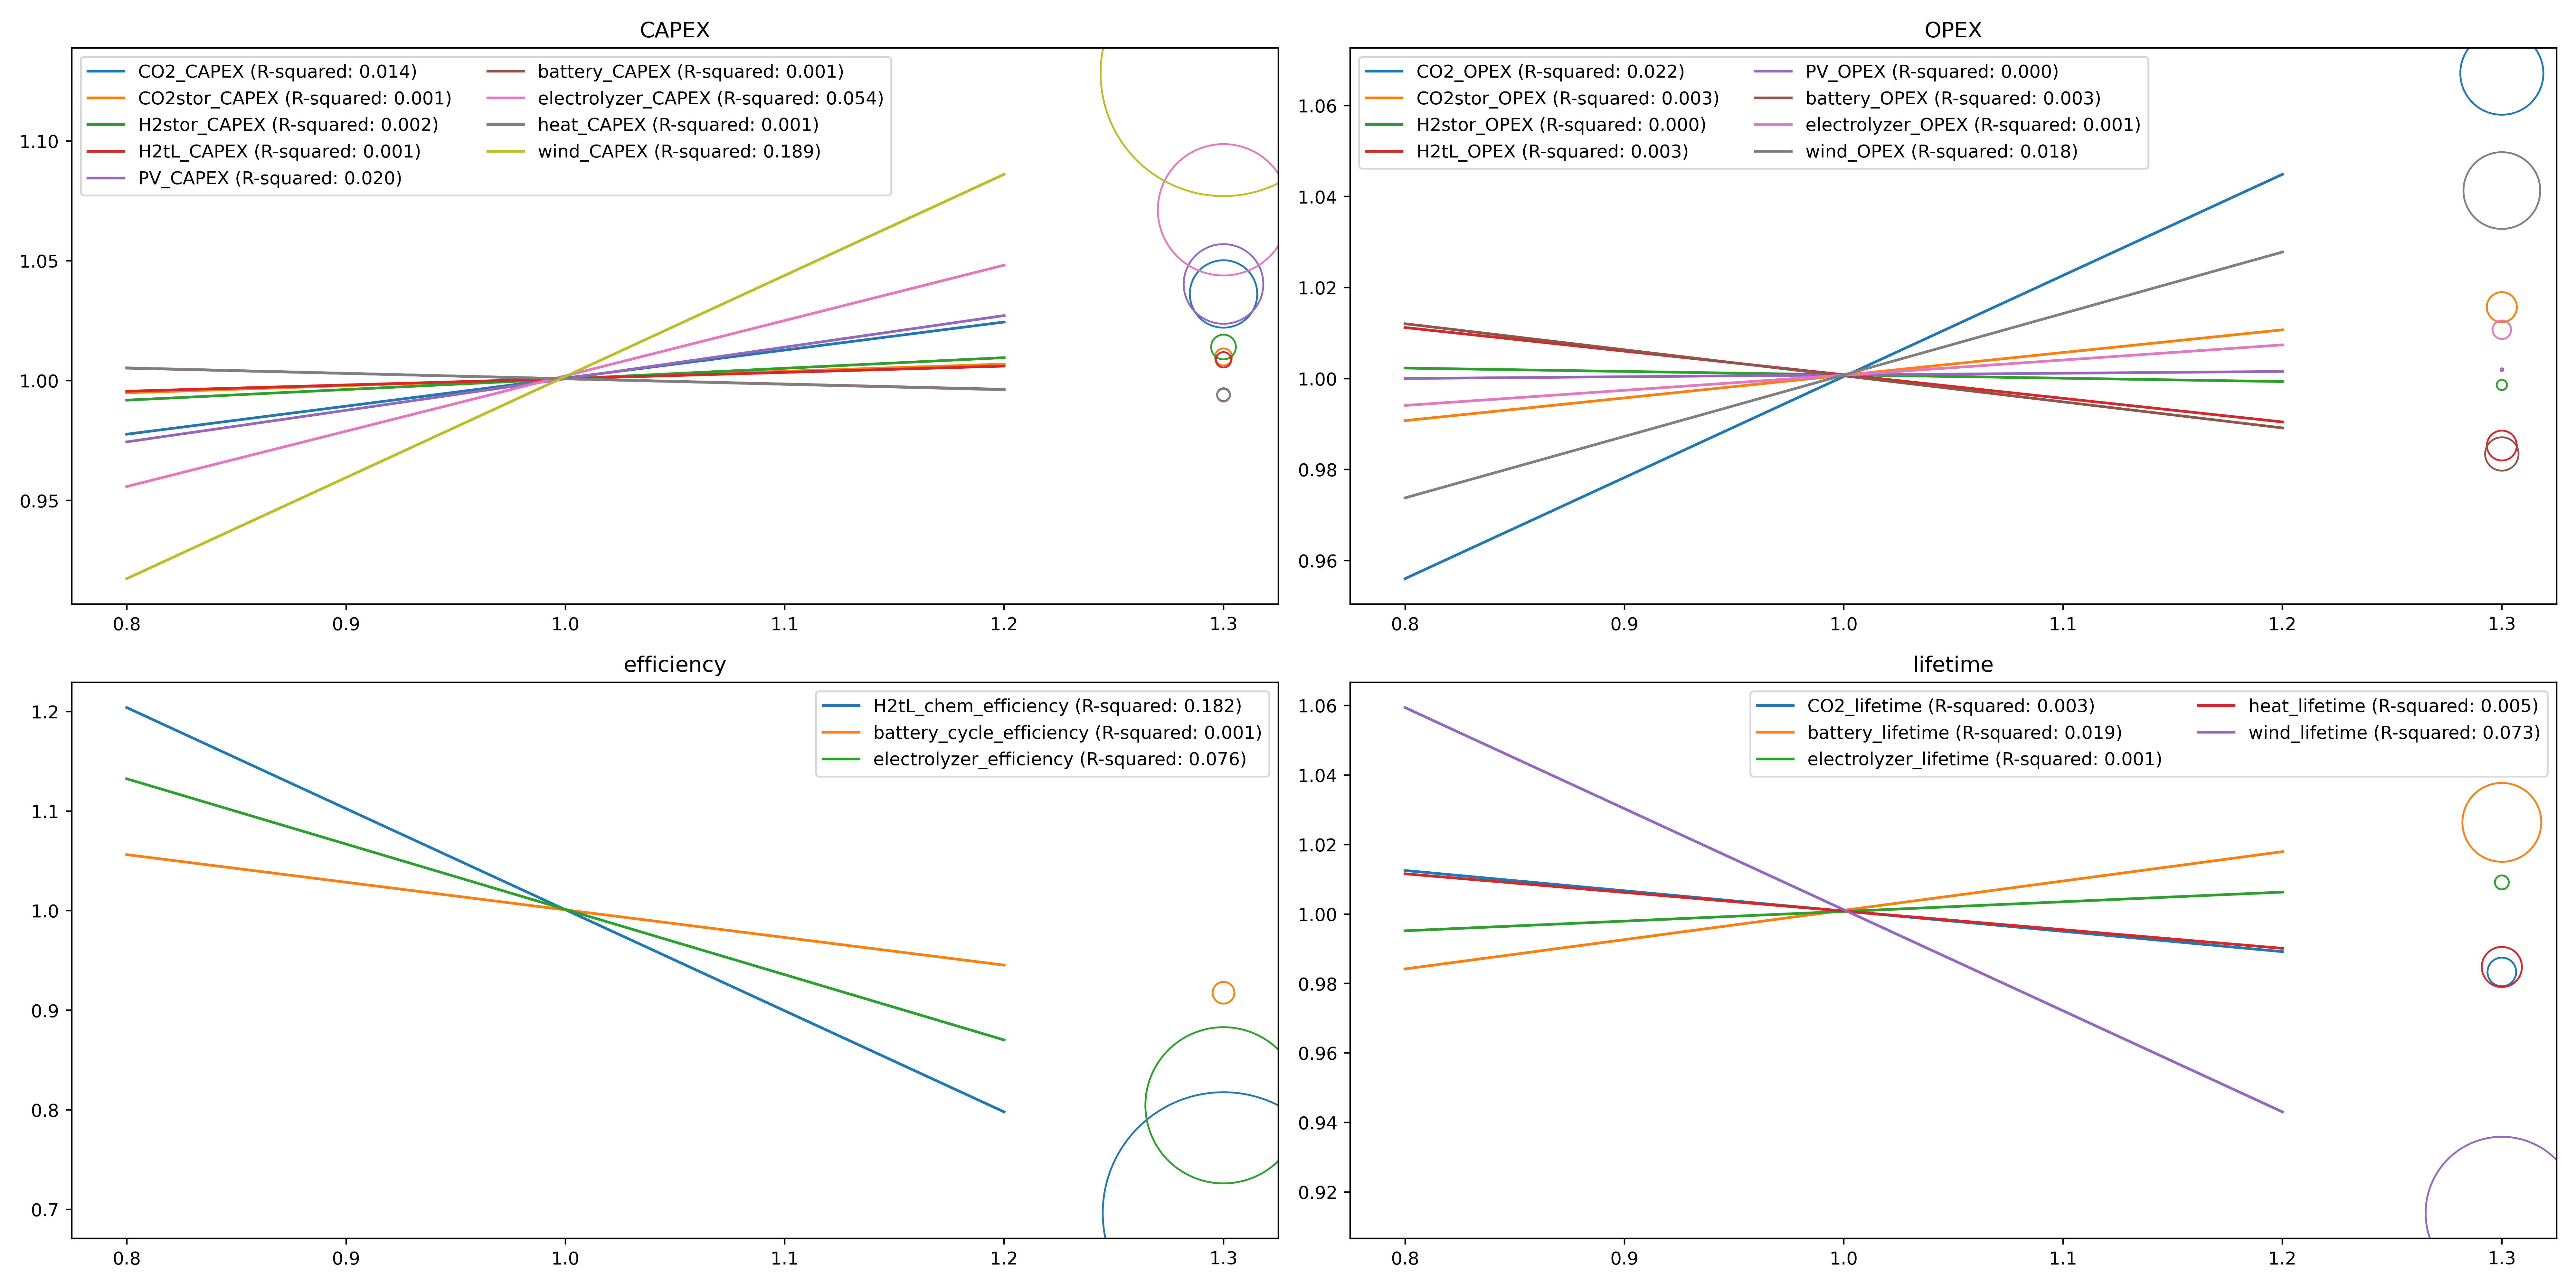 CAPEX
CO2_CAPEX (R-squared: 0.014)
CO2stor_CAPEX (R-squared: 0.001)
H2stor_CAPEX (R-squared: 0.002)
H2tL_CAPEX (R-squared: 0.001)
PV_CAPEX (R-squared: 0.020)
battery_CAPEX (R-squared: 0.001)
electrolyzer_CAPEX (R-squared: 0.054)
heat_CAPEX (R-squared: 0.001)
wind_CAPEX (R-squared: 0.189)
1.10
1.05
1.00
0.95
0.8 0.9 1.0 1.1 1.2 1.3
OPEX
CO2_OPEX (R-squared: 0.022)
CO2stor_OPEX (R-squared: 0.003)
H2stor_OPEX (R-squared: 0.000)
H2tL_OPEX (R-squared: 0.003)
PV_OPEX (R-squared: 0.000)
battery_OPEX (R-squared: 0.003)
electrolyzer_OPEX (R-squared: 0.001)
wind_OPEX (R-squared: 0.018)
1.06
1.04
1.02
1.00
0.98
0.96
0.8 0.9 1.0 1.1 1.2 1.3
efficiency
H2tL_chem_efficiency (R-squared: 0.182)
battery_cycle_efficiency (R-squared: 0.001)
electrolyzer_efficiency (R-squared: 0.076)
1.2
1.1
1.0
0.9
0.8
0.7
0.8 0.9 1.0 1.1 1.2 1.3
lifetime
CO2_lifetime (R-squared: 0.003)
battery_lifetime (R-squared: 0.019)
electrolyzer_lifetime (R-squared: 0.001)
heat_lifetime (R-squared: 0.005)
wind_lifetime (R-squared: 0.073)
1.06
1.04
1.02
1.00
0.98
0.96
0.94
0.92
0.8 0.9 1.0 1.1 1.2 1.3